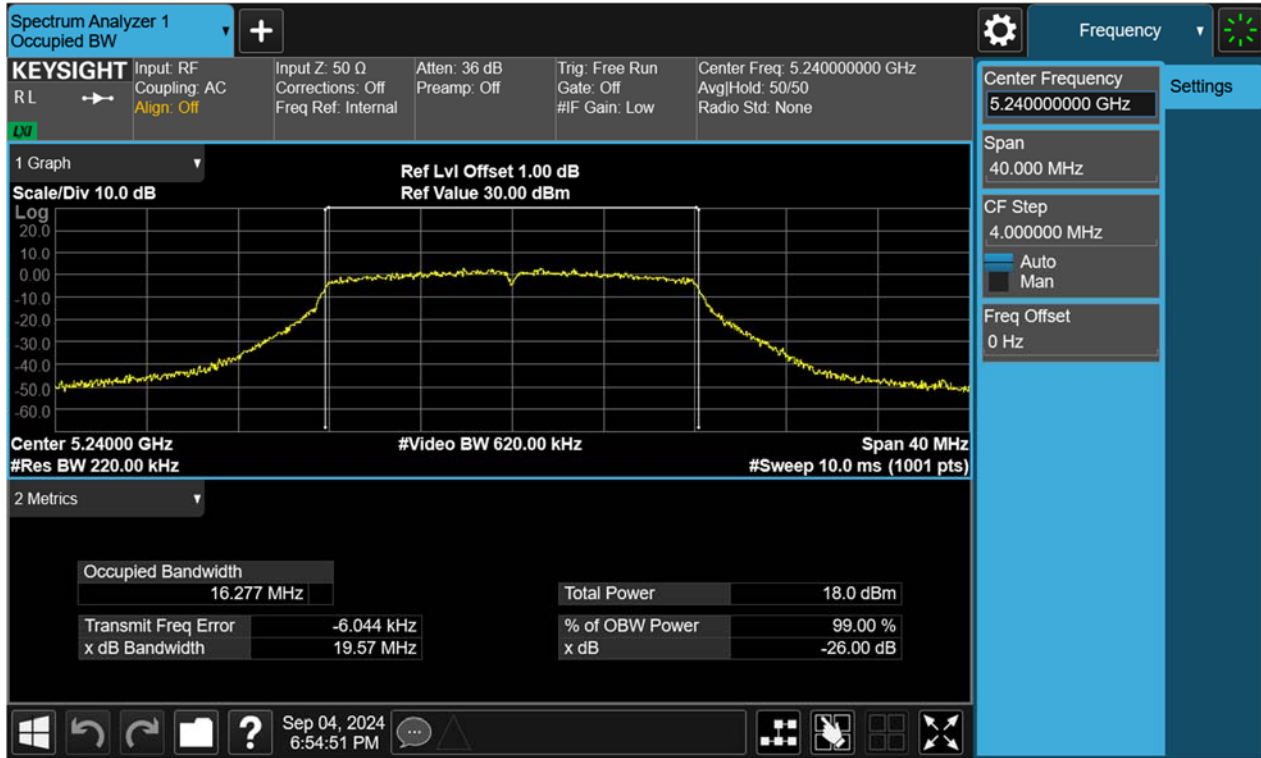 Spectrum Analyzer 1
Occupied BW
+
Frequency
KEYSIGHT
RL
LXI
Input: RF
Coupling: AC
Align: Off
Input Z: 50 Ω
Corrections: Off
Freq Ref: Internal
Atten: 36 dB
Preamp: Off
Trig: Free Run
Gate: Off
#IF Gain: Low
Center Freq: 5.240000000 GHz
Avg|Hold: 50/50
Radio Std: None
Center Frequency
5.240000000 GHz
Settings
Span
40.000 MHz
CF Step
4.000000 MHz
Auto
Man
Freq Offset
0 Hz
1 Graph
Scale/Div 10.0 dB
Ref Lvl Offset 1.00 dB
Ref Value 30.00 dBm
Log
20.0
10.0
0.00
-10.0
-20.0
-30.0
-40.0
-50.0
-60.0
Center 5.24000 GHz
#Video BW 620.00 kHz
Span 40 MHz
#Res BW 220.00 kHz
#Sweep 10.0 ms (1001 pts)
2 Metrics
Occupied Bandwidth
16.277 MHz
Total Power 18.0 dBm
Transmit Freq Error -6.044 kHz
% of OBW Power 99.00 %
x dB Bandwidth 19.57 MHz
x dB -26.00 dB
?
Sep 04, 2024
6:54:51 PM